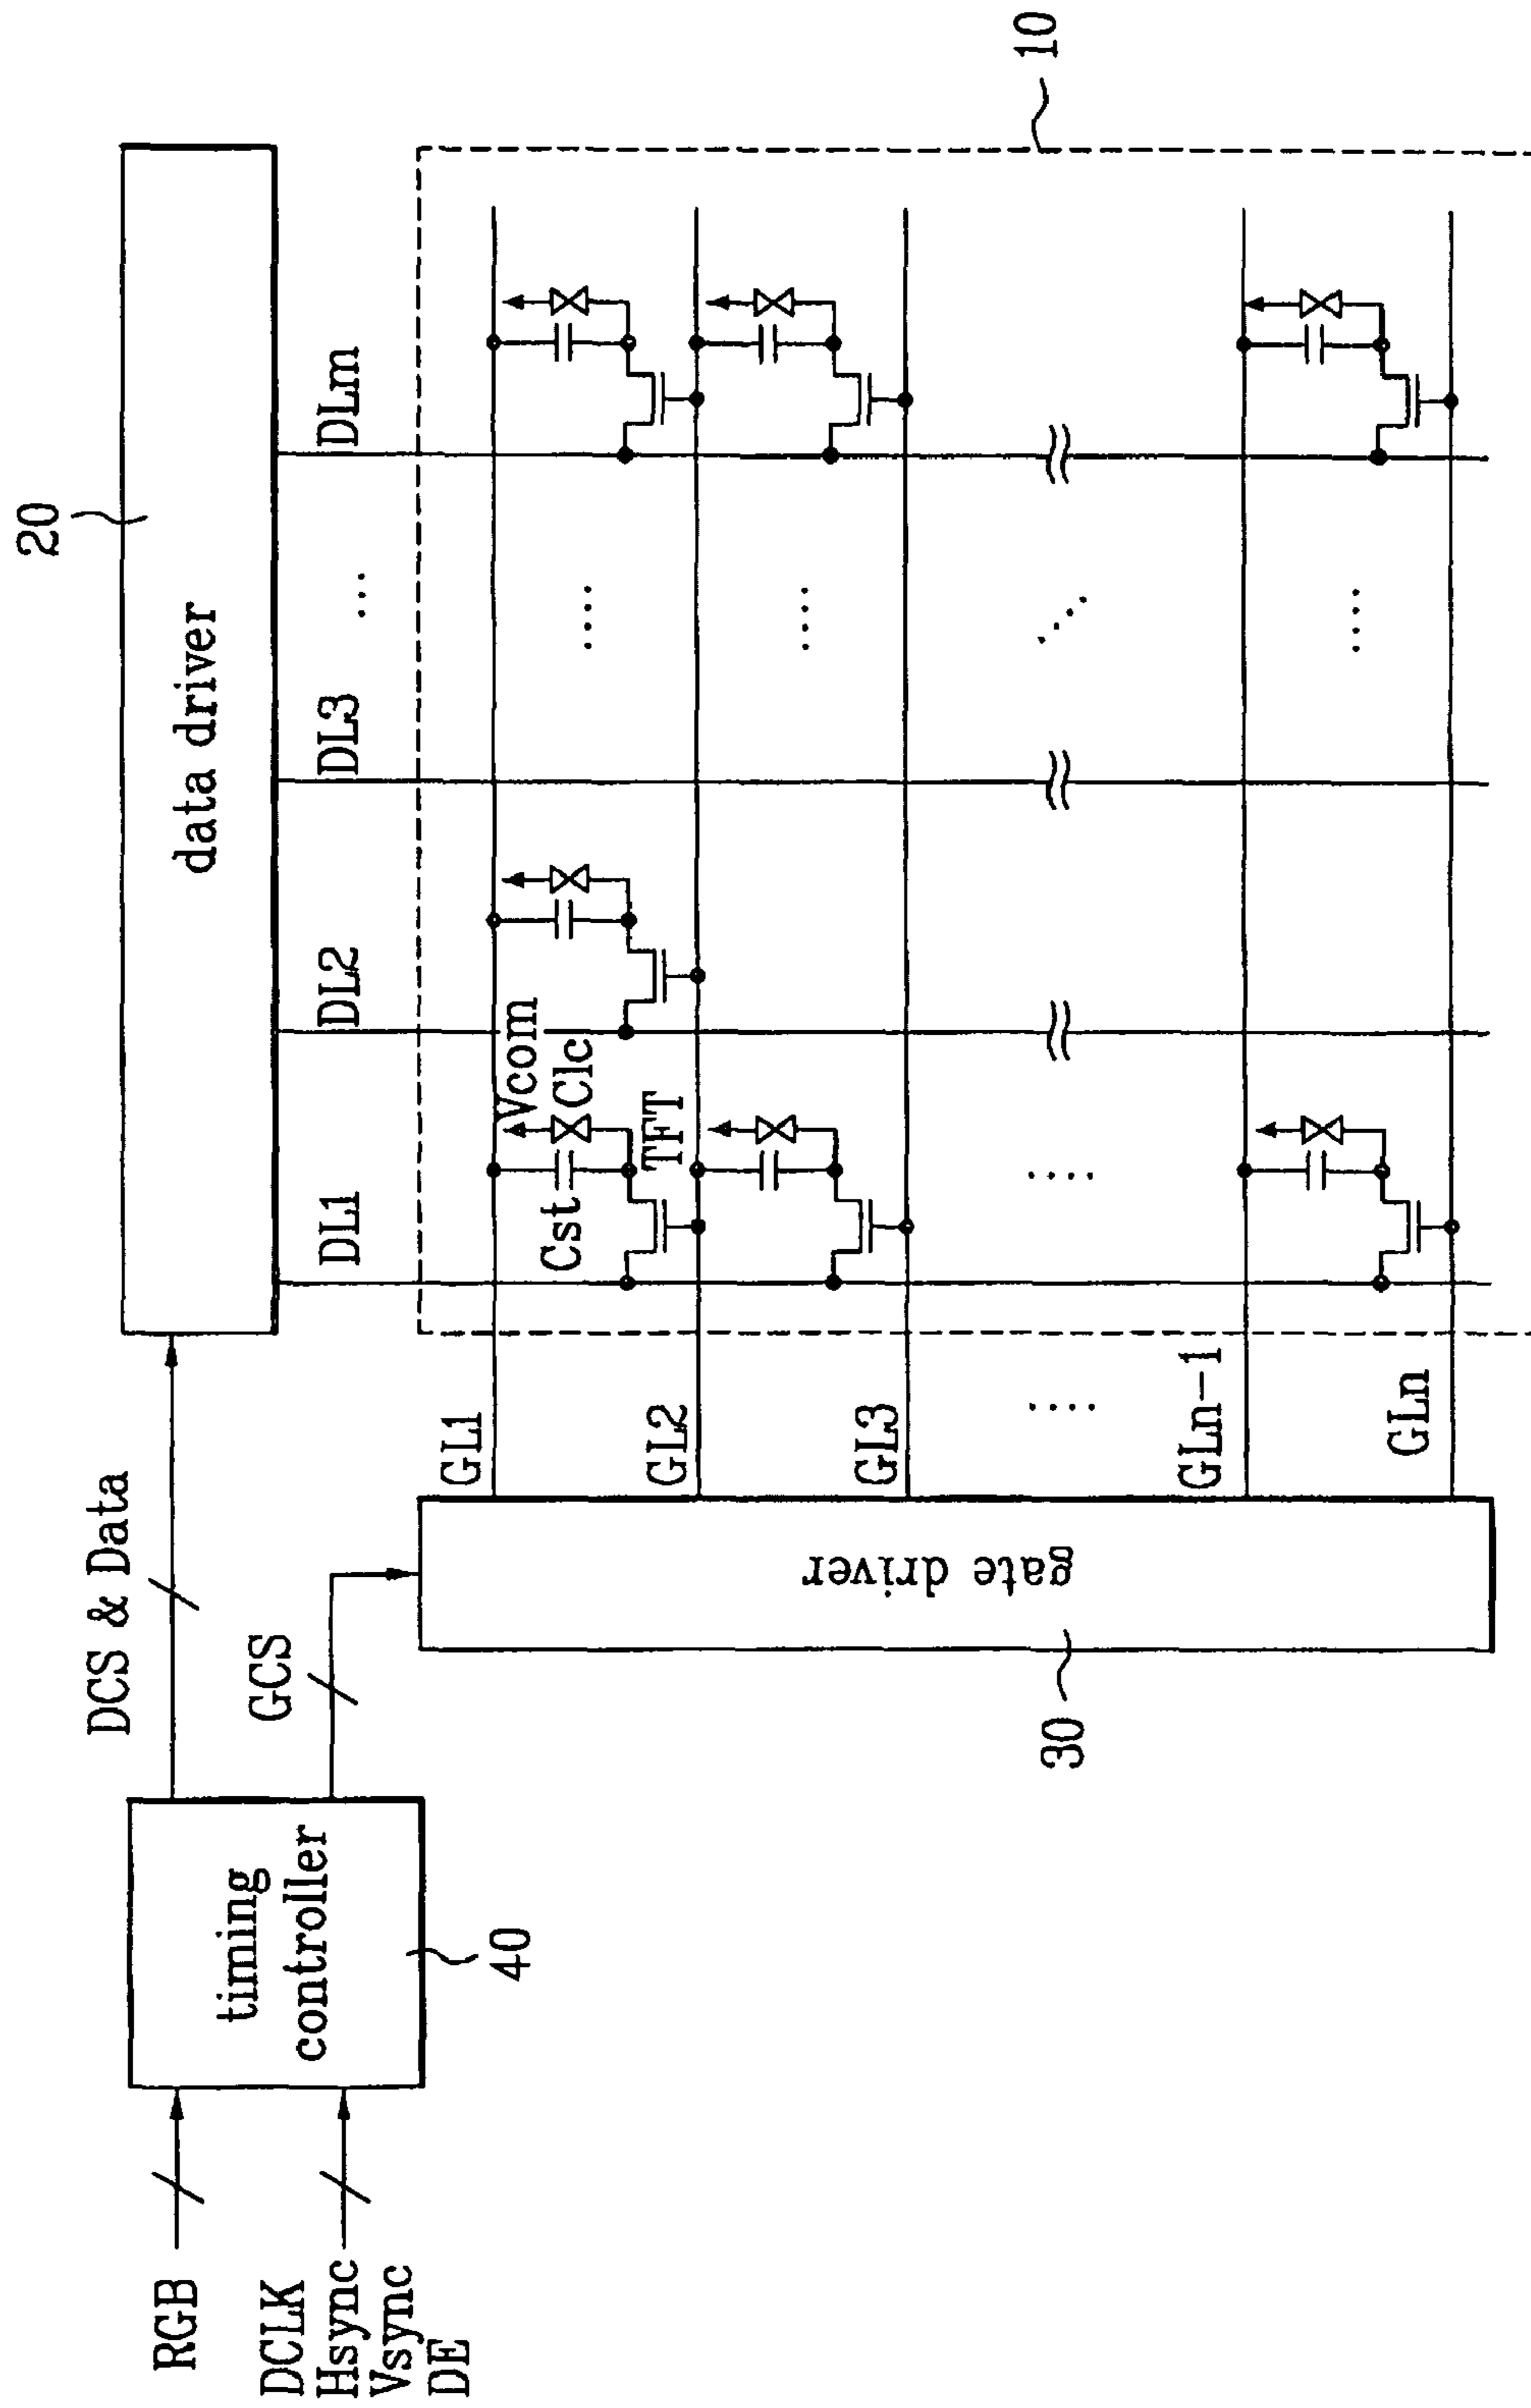 20
data driver
DCS & Data
DL1
DL2
DL3
...
DLm
10
RGB
DCLK
Hsync
Vsync
DE
timing
controller
40
GCS
gate driver
30
GL1
GL2
GL3
....
GLn-1
GLn
Vcom
Clc
Cst
TFT